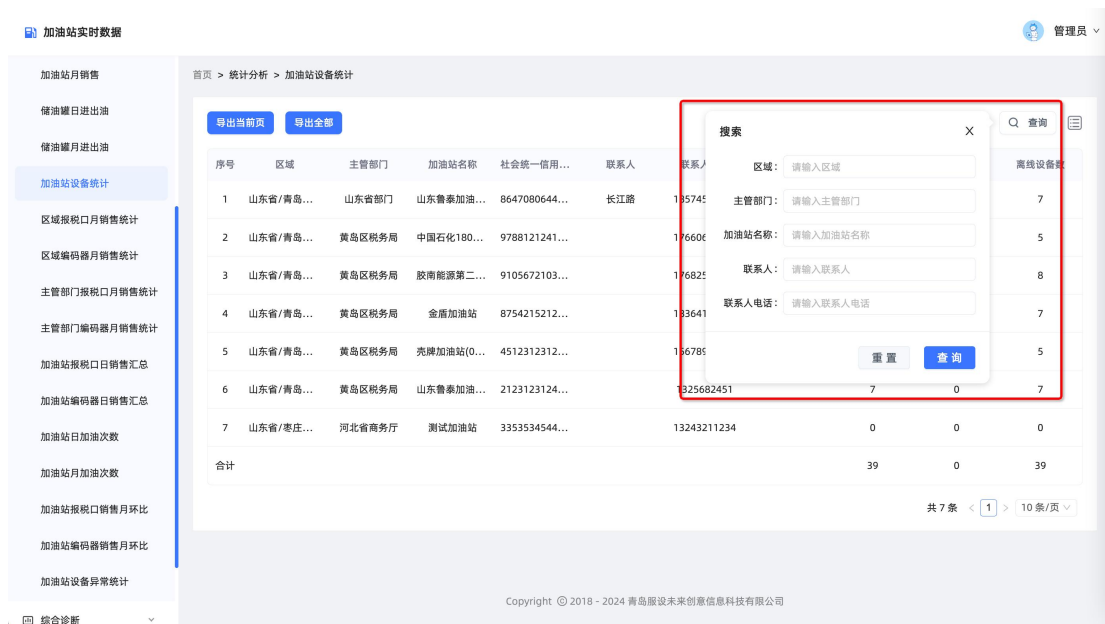 加油站实时数据
管理员
加油站月销售
储油罐日进出油
储油罐月进出油
加油站设备统计
区域报税口月销售统计
区域编码器月销售统计
主管部门报税口月销售统计
主管部门编码器月销售统计
加油站报税口日销售汇总
加油站编码器日销售汇总
加油站日加油次数
加油站月加油次数
加油站报税口销售月环比
加油站编码器销售月环比
加油站设备异常统计
综合诊断
首页 > 统计分析 > 加油站设备统计
导出当前页 导出全部
查询
序号 区域 主管部门 加油站名称 社会统一信用... 联系人 联系人 离线设备数
1 山东省/青岛... 山东省部门 山东鲁泰加油... 8647080644... 长江路 13574 7
2 山东省/青岛... 黄岛区税务局 中国石化180... 9788121241... 17660 5
3 山东省/青岛... 黄岛区税务局 胶南能源第二... 9105672103... 17682 8
4 山东省/青岛... 黄岛区税务局 金盾加油站 8754215212... 13364 7
5 山东省/青岛... 黄岛区税务局 壳牌加油站(0... 4512312312... 15678 5
6 山东省/青岛... 黄岛区税务局 山东鲁泰加油... 2123123124... 1325682451 7 0 7
7 山东省/枣庄... 河北省商务厅 测试加油站 3353534544... 13243211234 0 0 0
合计 39 0 39
共 7 条 < 1 > 10 条/页
搜索 X
区域: 请输入区域
主管部门: 请输入主管部门
加油站名称: 请输入加油站名称
联系人: 请输入联系人
联系人电话: 请输入联系人电话
重置 查询
Copyright © 2018 - 2024 青岛服设未来创意信息科技有限公司